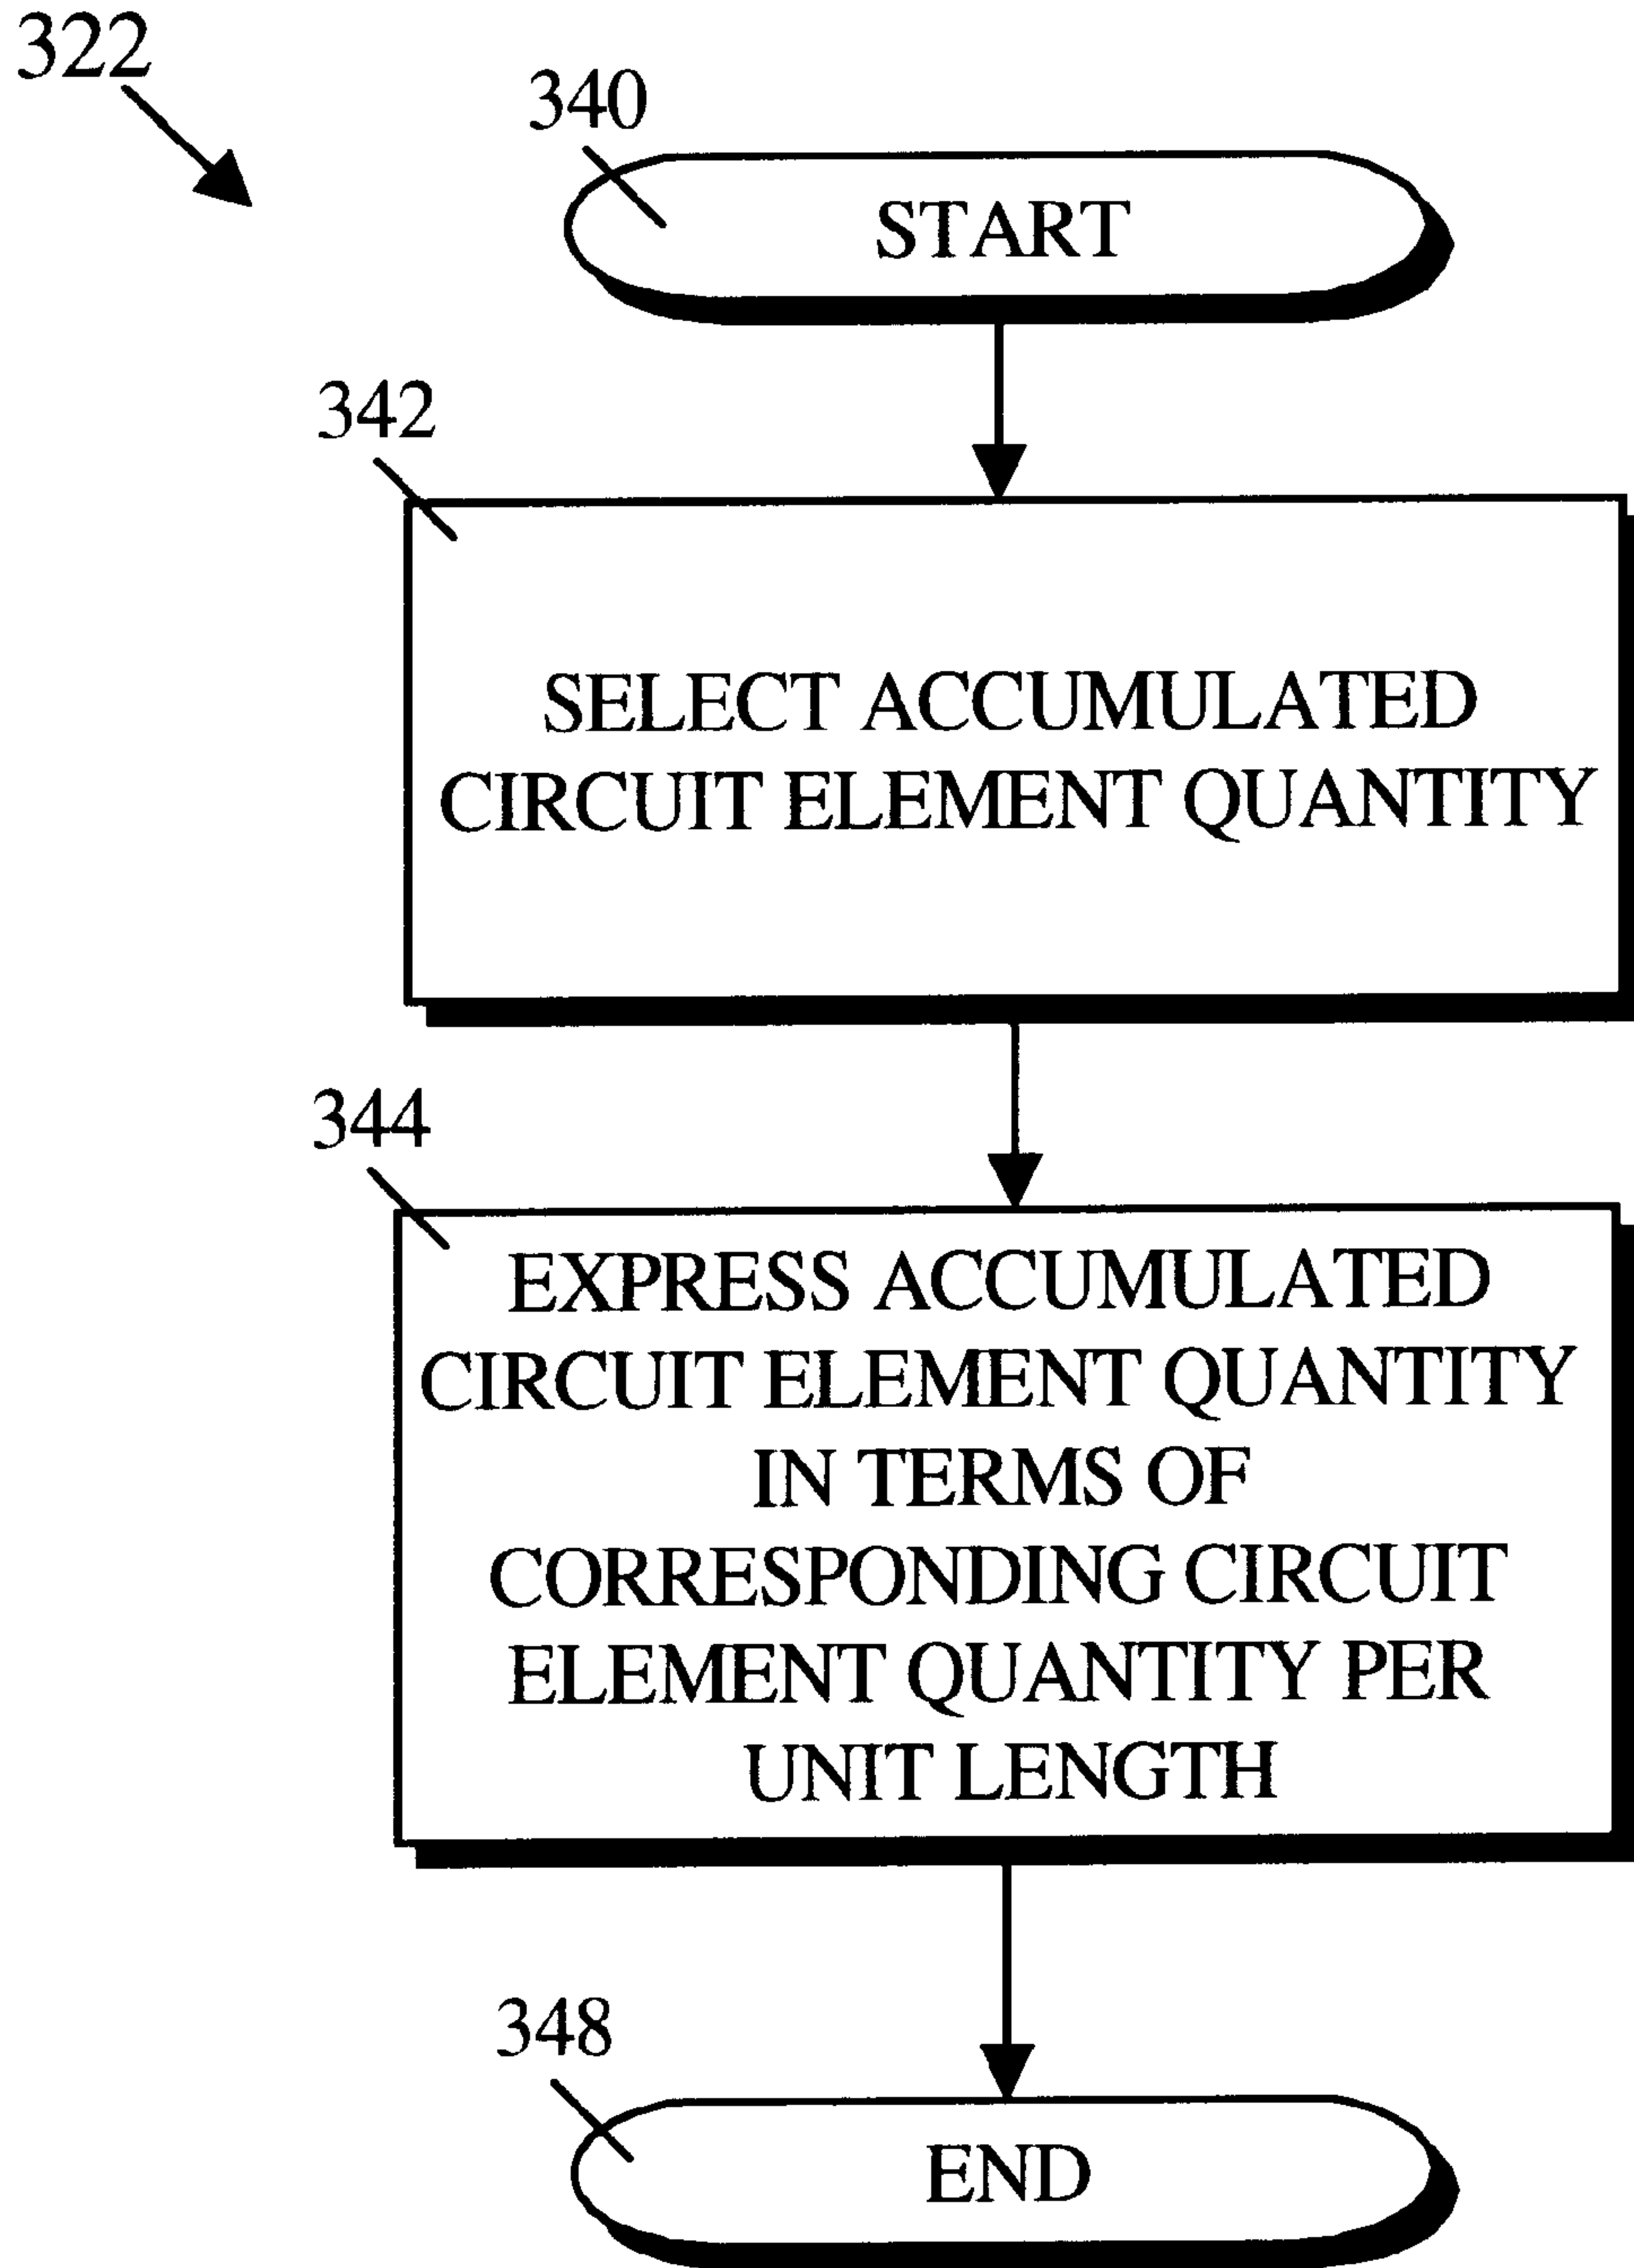 322
340
START
342
SELECT ACCUMULATED
CIRCUIT ELEMENT QUANTITY
344
EXPRESS ACCUMULATED
CIRCUIT ELEMENT QUANTITY
IN TERMS OF
CORRESPONDING CIRCUIT
ELEMENT QUANTITY PER
UNIT LENGTH
348
END